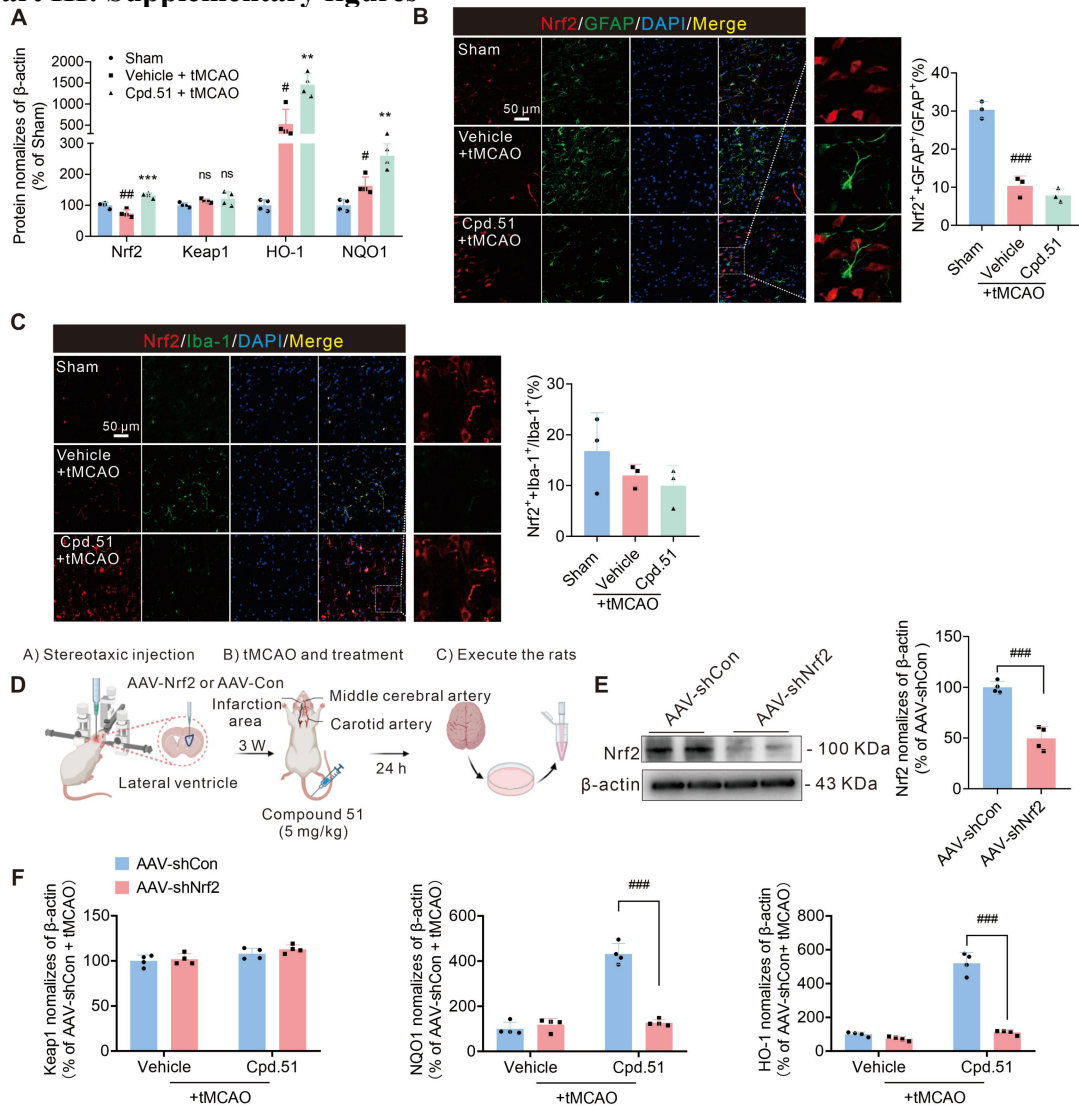 art III. Supplementary figures
A
Protein normalizes of β-actin
(% of Sham)
2000
1500
1000
500
300
200
100
0
Sham
Vehicle + tMCAO
Cpd.51 + tMCAO
##
***
ns
ns
#
**
#
**
Nrf2
Keap1
HO-1
NQO1
B
Nrf2/GFAP/DAPI/Merge
Sham
50 μm
Vehicle
+tMCAO
Cpd.51
+tMCAO
Nrf2⁺+GFAP⁺/GFAP⁺(%)
40
30
20
10
0
###
Sham
Vehicle
Cpd.51
+tMCAO
C
Nrf2/Iba-1/DAPI/Merge
Sham
50 μm
Vehicle
+tMCAO
Cpd.51
+tMCAO
Nrf2⁺+Iba-1⁺/Iba-1⁺(%)
30
20
10
0
Sham
Vehicle
Cpd.51
+tMCAO
A) Stereotaxic injection
B) tMCAO and treatment
C) Execute the rats
D
AAV-Nrf2 or AAV-Con
Lateral ventricle
3 W
Infarction
area
Middle cerebral artery
Carotid artery
Compound 51
(5 mg/kg)
24 h
E
AAV-shCon
AAV-shNrf2
Nrf2
- 100 KDa
β-actin
- 43 KDa
Nrf2 nomalizes of β-actin
(% of AAV-shCon )
150
100
50
0
###
AAV-shCon
AAV-shNrf2
F
AAV-shCon
AAV-shNrf2
Keap1 nomalizes of β-actin
(% of AAV-shCon + tMCAO)
150
100
50
0
Vehicle
Cpd.51
+tMCAO
NQO1 nomalizes of β-actin
(% of AAV-shCon + tMCAO)
600
400
200
0
###
Vehicle
Cpd.51
+tMCAO
HO-1 nomalizes of β-actin
(% of AAV-shCon+ tMCAO)
800
600
400
200
0
###
Vehicle
Cpd.51
+tMCAO